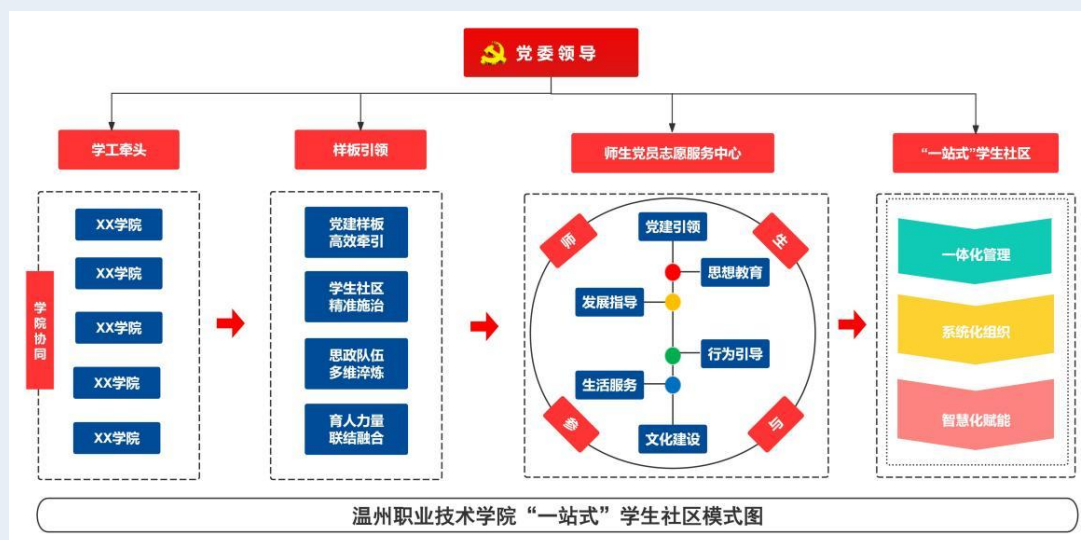 党委领导
学工牵头
样板引领
师生党员志愿服务中心
“一站式”学生社区
学院协同
XX学院
XX学院
XX学院
XX学院
XX学院
党建样板
高效牵引
学生社区
精准施治
思政队伍
多维淬炼
育人力量
联结融合
师
生
参
与
党建引领
思想教育
发展指导
行为引导
生活服务
文化建设
一体化管理
系统化组织
智慧化赋能
温州职业技术学院“一站式”学生社区模式图